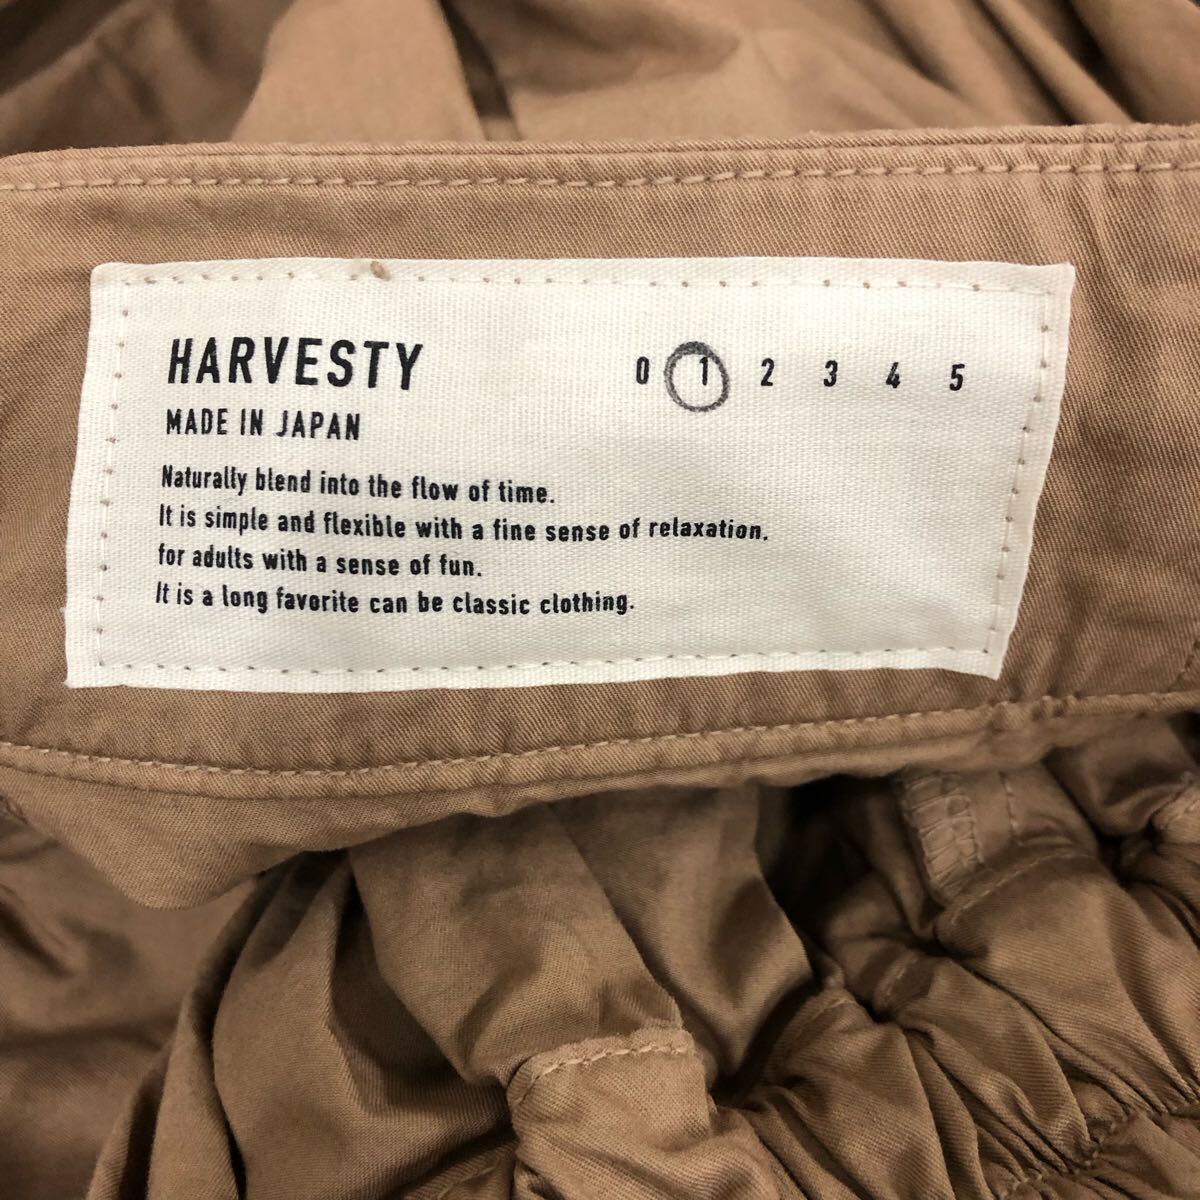 HARVESTY
0 1 2 3 4 5
MADE IN JAPAN
Naturally blend into the flow of time.
It is simple and flexible with a fine sense of relaxation.
for adults with a sense of fun.
It is a long favorite can be classic clothing.